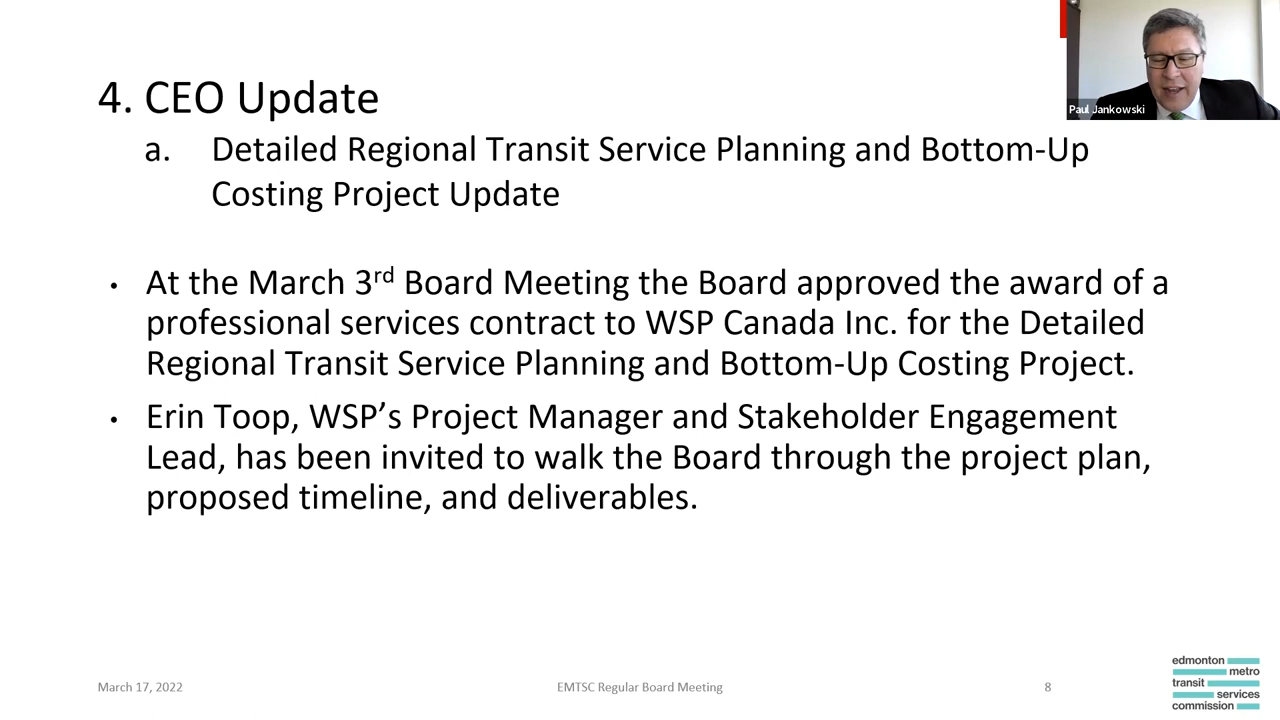 Paul Jankowski
4. CEO Update
a. Detailed Regional Transit Service Planning and Bottom-Up
Costing Project Update
• At the March 3rd Board Meeting the Board approved the award of a
professional services contract to WSP Canada Inc. for the Detailed
Regional Transit Service Planning and Bottom-Up Costing Project.
• Erin Toop, WSP’s Project Manager and Stakeholder Engagement
Lead, has been invited to walk the Board through the project plan,
proposed timeline, and deliverables.
March 17, 2022
EMTSC Regular Board Meeting
8
edmonton
metro
transit
services
commission